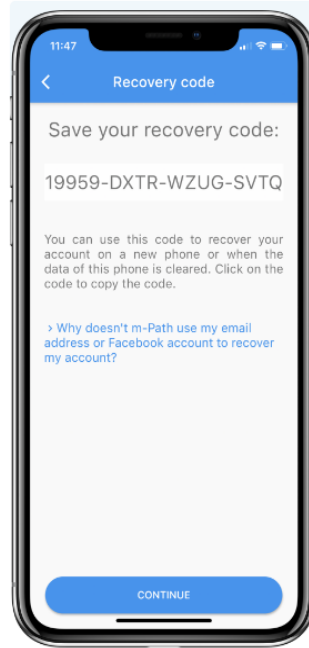 11:47
Recovery code
Save your recovery code:
19959-DXTR-WZUG-SVTQ
You can use this code to recover your
account on a new phone or when the
data of this phone is cleared. Click on the
code to copy the code.
> Why doesn't m-Path use my email
address or Facebook account to recover
my account?
CONTINUE